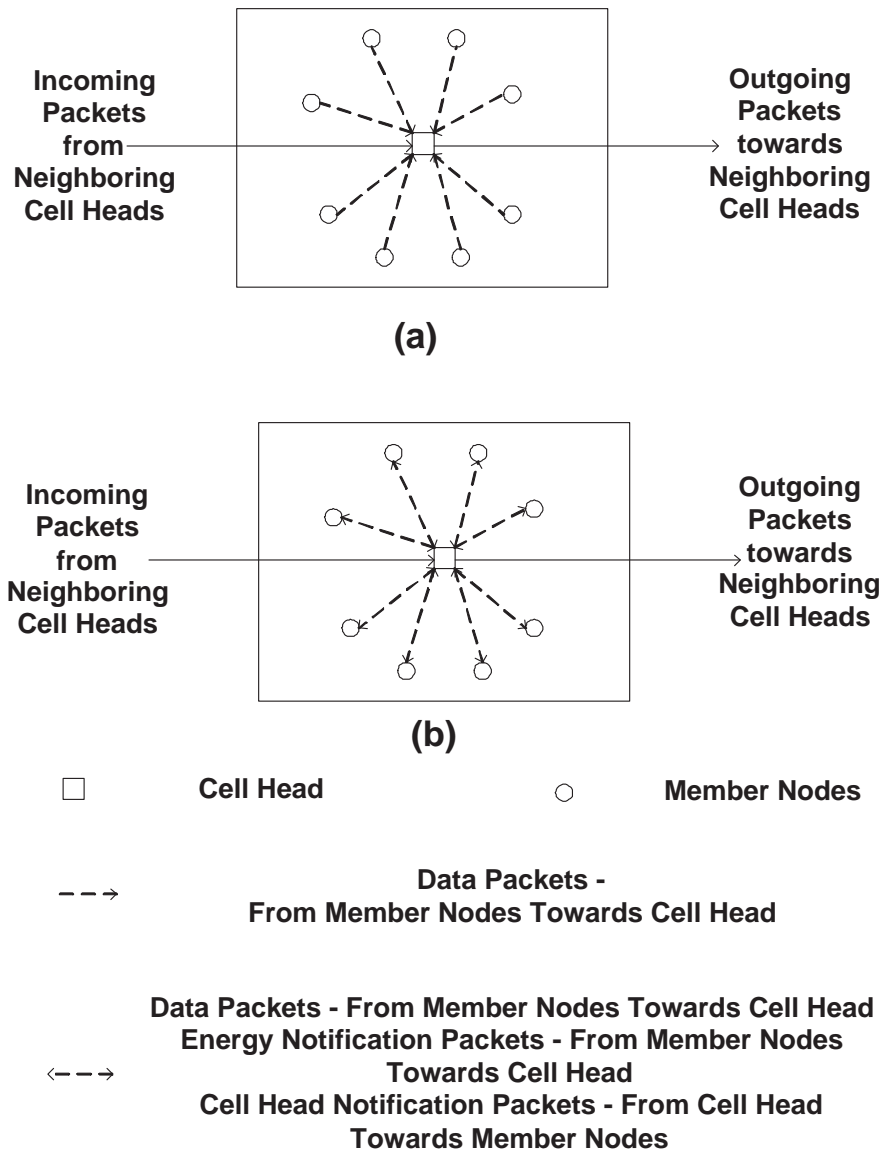 Incoming
Packets
from
Neighboring
Cell Heads
Outgoing
Packets
towards
Neighboring
Cell Heads
(a)
Incoming
Packets
from
Neighboring
Cell Heads
Outgoing
Packets
towards
Neighboring
Cell Heads
(b)
Cell Head
Member Nodes
Data Packets -
From Member Nodes Towards Cell Head
Data Packets - From Member Nodes Towards Cell Head
Energy Notification Packets - From Member Nodes
Towards Cell Head
Cell Head Notification Packets - From Cell Head
Towards Member Nodes